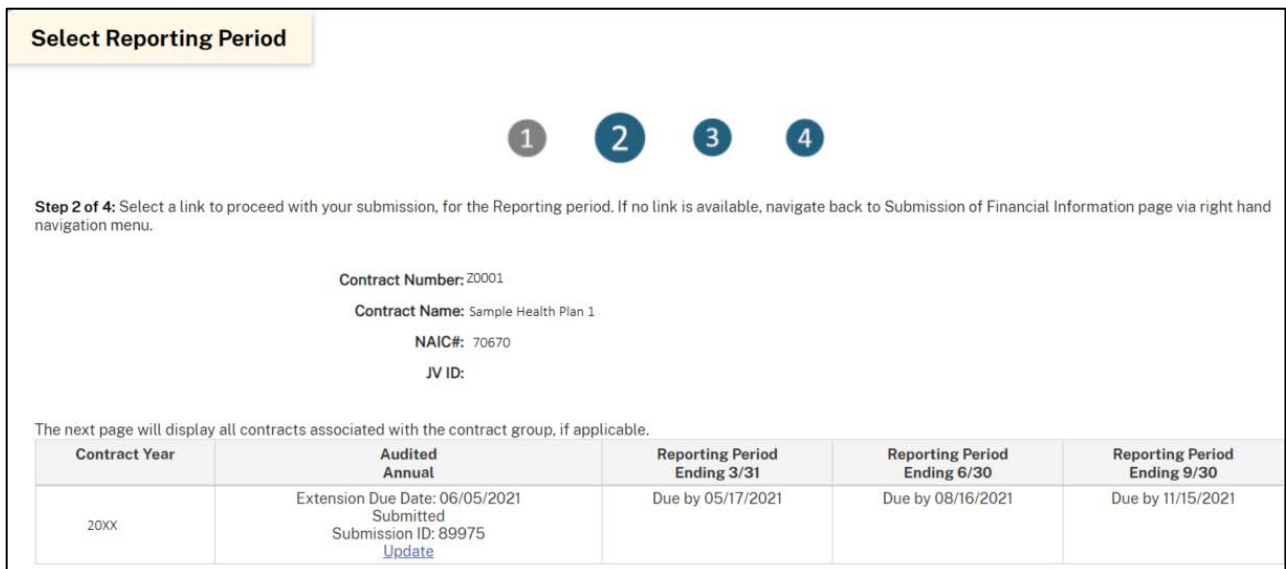 Select Reporting Period
1 2 3 4
Step 2 of 4: Select a link to proceed with your submission, for the Reporting period. If no link is available, navigate back to Submission of Financial Information page via right hand
navigation menu.
Contract Number: Z0001
Contract Name: Sample Health Plan 1
NAIC#: 70670
JV ID:
The next page will display all contracts associated with the contract group, if applicable.
Contract Year Audited Reporting Period Reporting Period Reporting Period
Annual Ending 3/31 Ending 6/30 Ending 9/30
Extension Due Date: 06/05/2021 Due by 05/17/2021 Due by 08/16/2021 Due by 11/15/2021
Submitted
20XX
Submission ID: 89975
Update